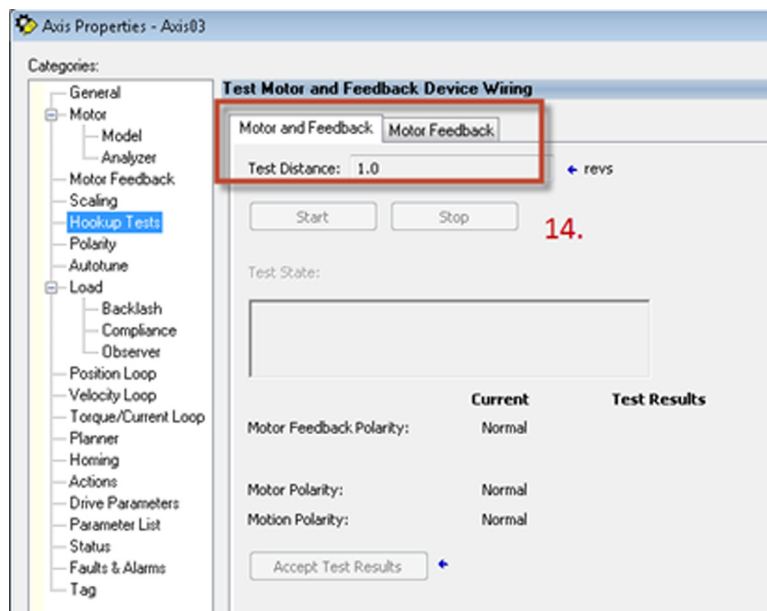 Axis Properties - Axis03
Categories:
General
Motor
Model
Analyzer
Motor Feedback
Scaling
Hookup Tests
Polarity
Autotune
Load
Backlash
Compliance
Observer
Position Loop
Velocity Loop
Torque/Current Loop
Planner
Homing
Actions
Drive Parameters
Parameter List
Status
Faults & Alarms
Tag
Test Motor and Feedback Device Wiring
Motor and Feedback Motor Feedback
Test Distance: 1.0 revs
Start Stop
14.
Test State:
Current Test Results
Motor Feedback Polarity: Normal
Motor Polarity: Normal
Motion Polarity: Normal
Accept Test Results